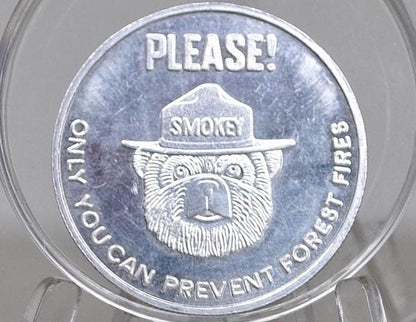 PLEASE!
SMOKEY
ONLY YOU CAN PREVENT FOREST FIRES